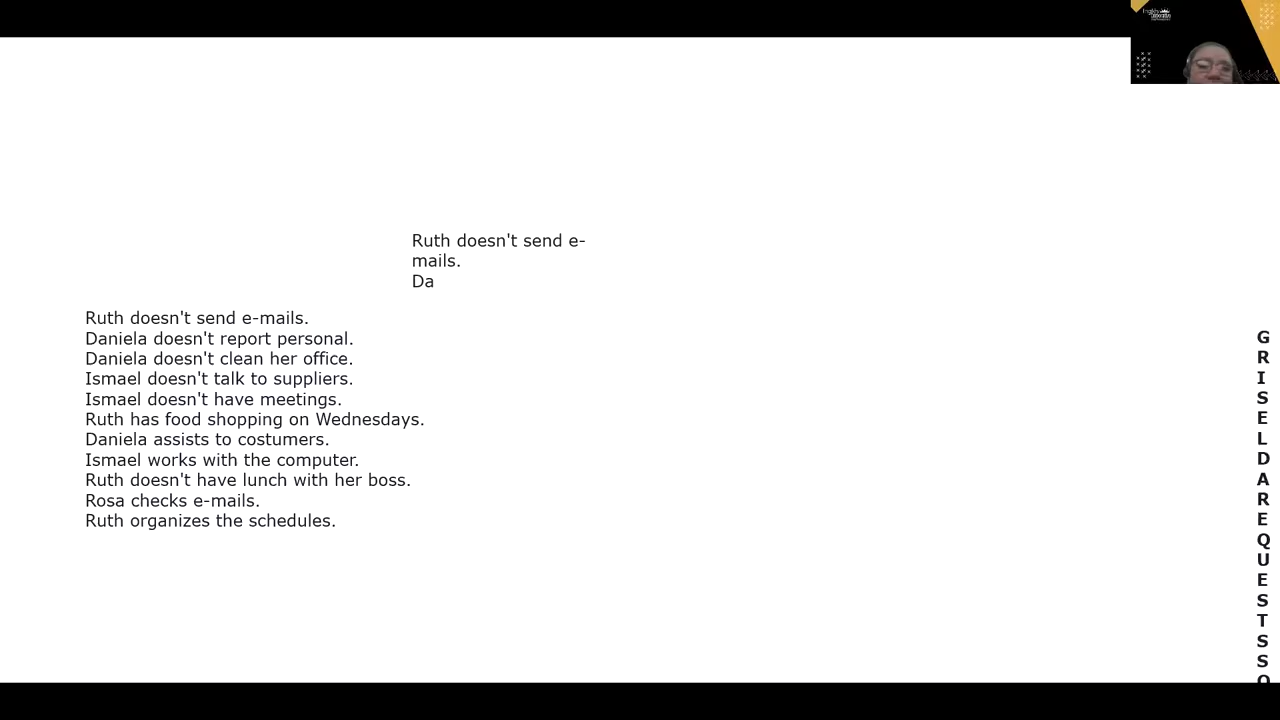 Ruth doesn't send e-
mails.
Da
Ruth doesn't send e-mails.
Daniela doesn't report personal.
Daniela doesn't clean her office.
Ismael doesn't talk to suppliers.
Ismael doesn't have meetings.
Ruth has food shopping on Wednesdays.
Daniela assists to costumers.
Ismael works with the computer.
Ruth doesn't have lunch with her boss.
Rosa checks e-mails.
Ruth organizes the schedules.
G
R
I
S
E
L
D
A
R
E
Q
U
E
S
T
S
S